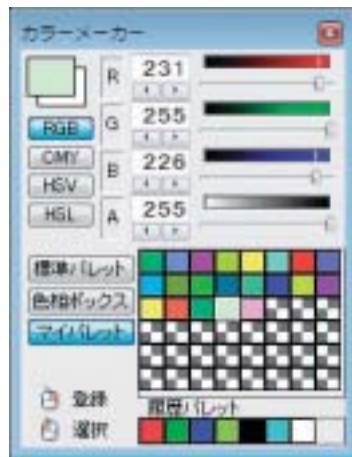 カラーメーカー
R 231
RGB G 255
CMY B 226
HSV
HSL A 255
標準パレット
色相ボックス
マイパレット
登録 履歴パレット
選択